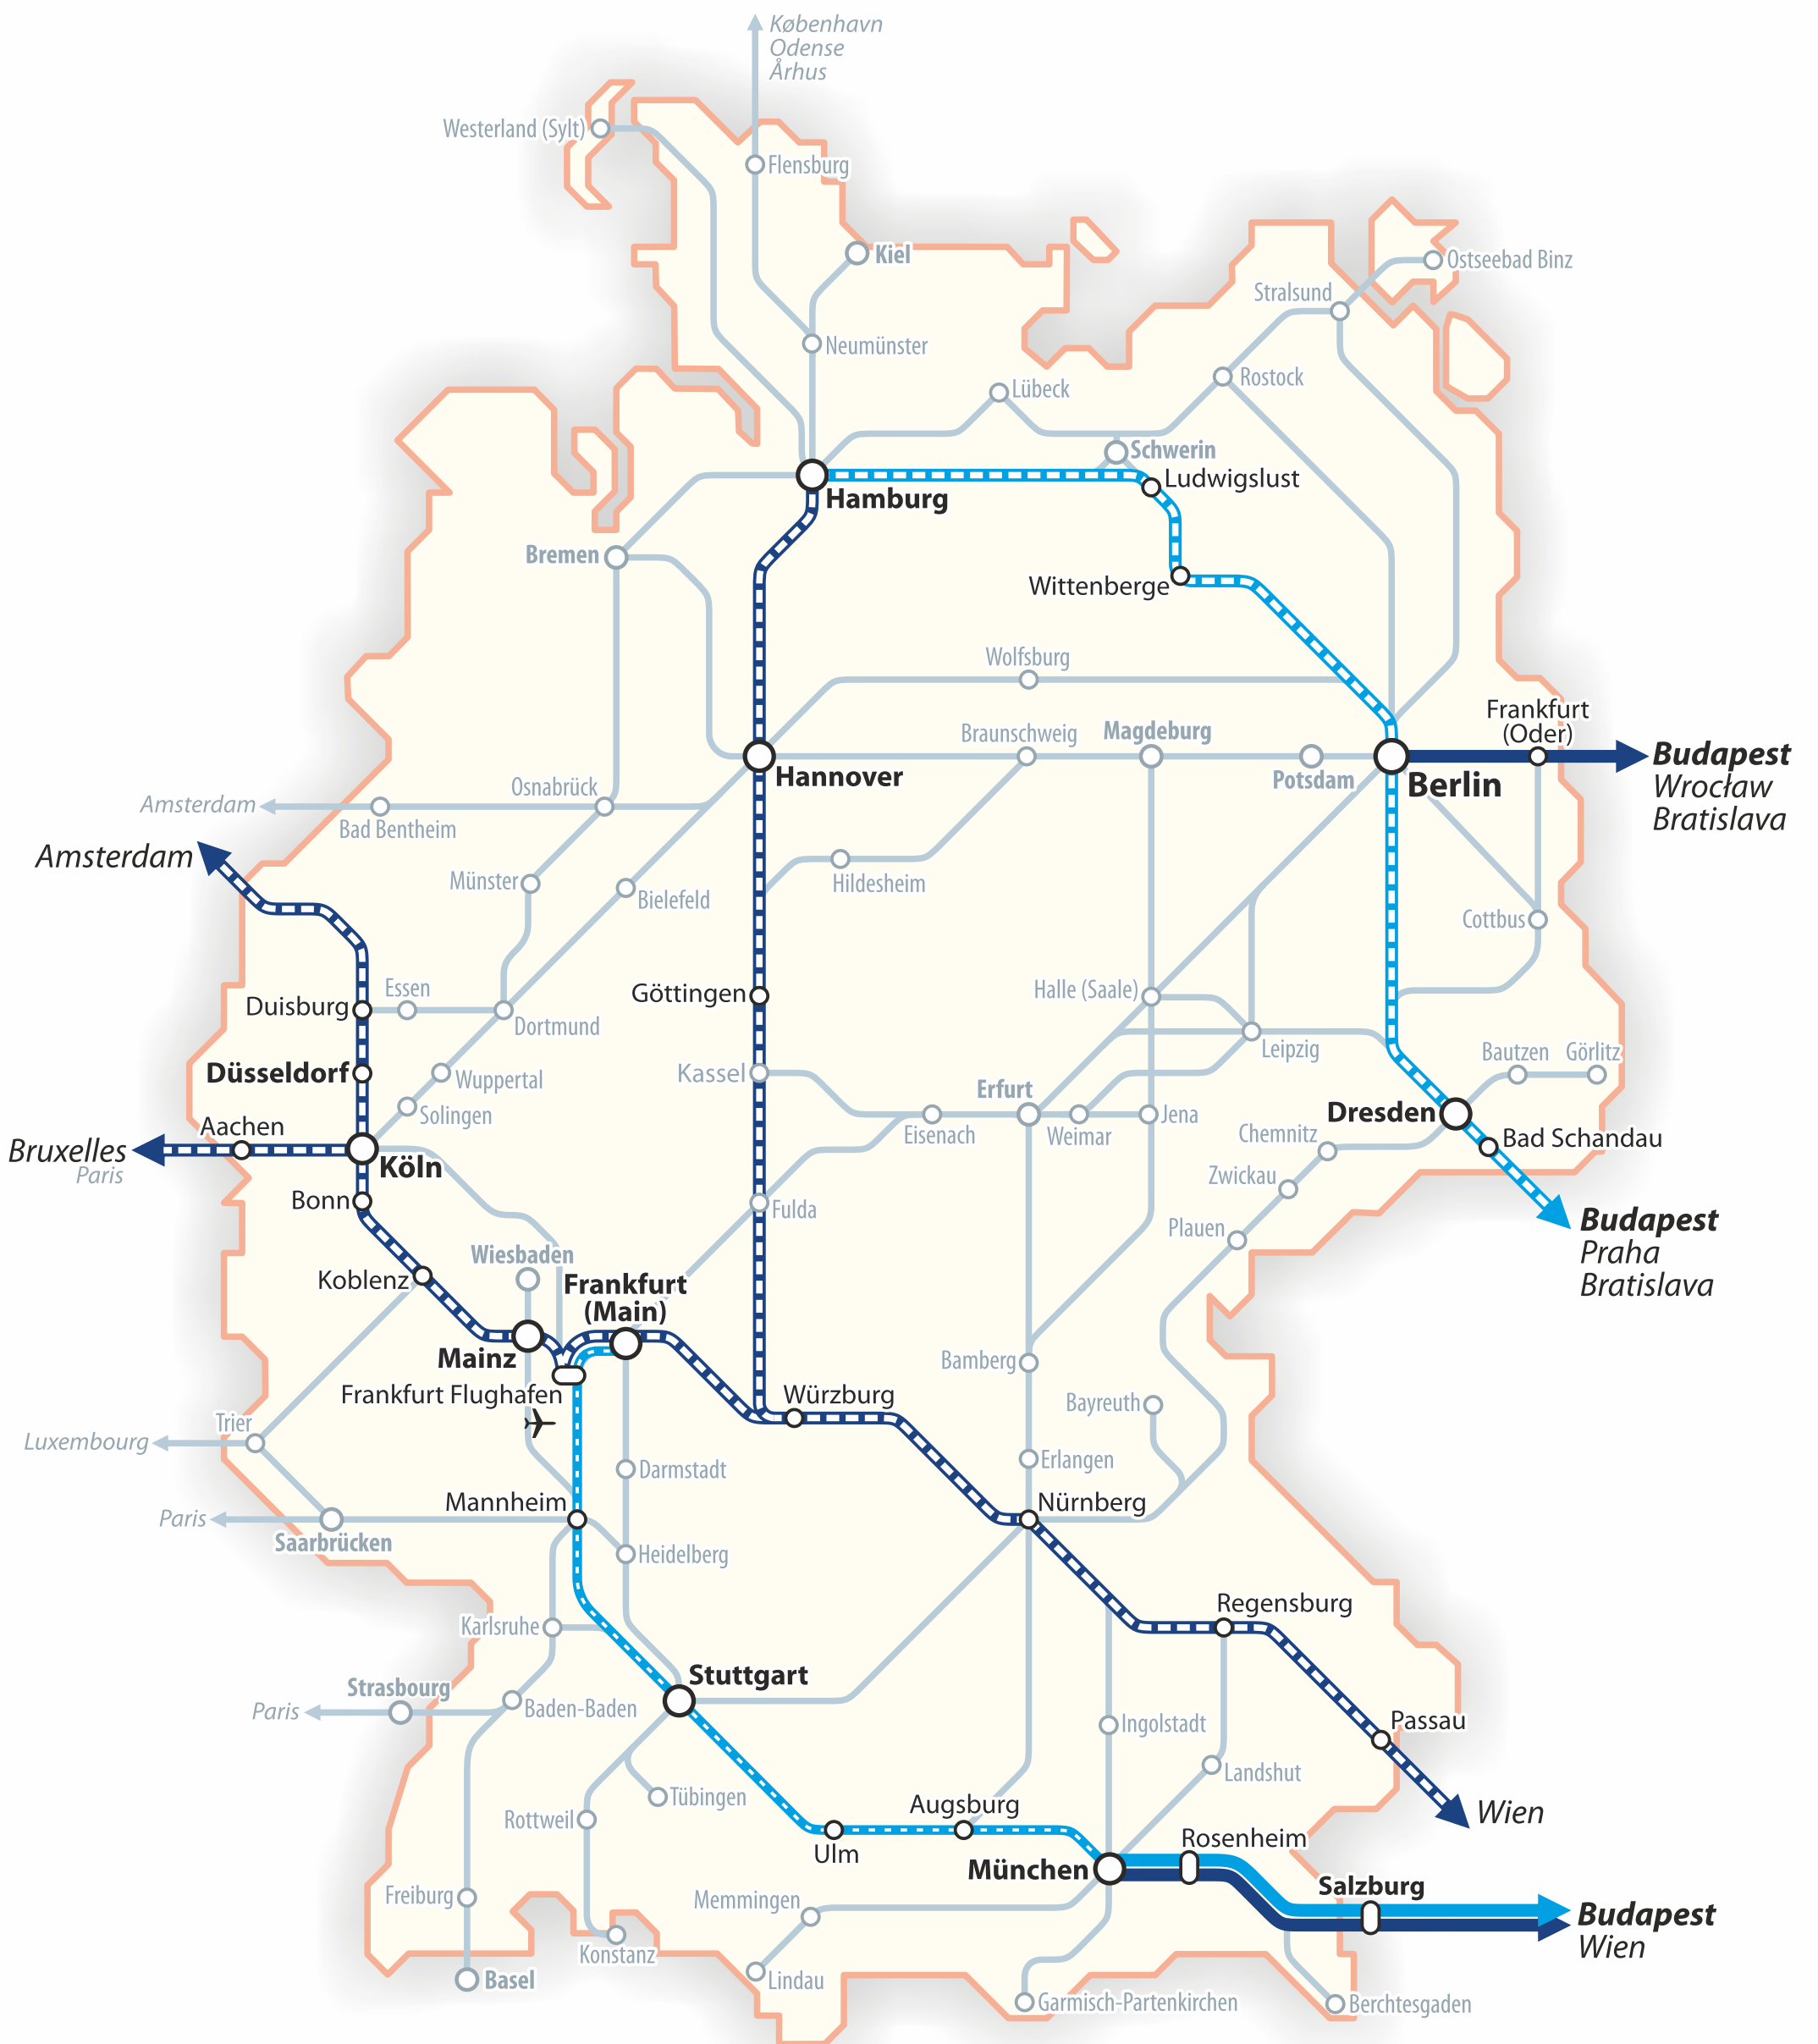 København
Odense
Århus
Westerland (Sylt)
Flensburg
Kiel
Ostseebad Binz
Stralsund
Neumünster
Rostock
Lübeck
Schwerin
Ludwigslust
Hamburg
Bremen
Wittenberge
Wolfsburg
Frankfurt
(Oder)
Braunschweig
Magdeburg
Budapest
Wrocław
Bratislava
Hannover
Potsdam
Berlin
Osnabrück
Amsterdam
Bad Bentheim
Amsterdam
Münster
Bielefeld
Hildesheim
Cottbus
Essen
Duisburg
Göttingen
Halle (Saale)
Dortmund
Leipzig
Bautzen
Görlitz
Düsseldorf
Wuppertal
Kassel
Erfurt
Solingen
Aachen
Eisenach
Weimar
Jena
Dresden
Chemnitz
Bad Schandau
Bruxelles
Paris
Köln
Zwickau
Bonn
Fulda
Plauen
Budapest
Praha
Bratislava
Wiesbaden
Koblenz
Frankfurt
(Main)
Mainz
Bamberg
Frankfurt Flughafen
Würzburg
Bayreuth
Trier
Luxembourg
Darmstadt
Erlangen
Mannheim
Nürnberg
Paris
Saarbrücken
Heidelberg
Regensburg
Karlsruhe
Stuttgart
Strasbourg
Paris
Baden-Baden
Ingolstadt
Passau
Landshut
Tübingen
Rottweil
Augsburg
Wien
Ulm
Rosenheim
München
Salzburg
Freiburg
Memmingen
Budapest
Wien
Konstanz
Basel
Lindau
Garmisch-Partenkirchen
Berchtesgaden